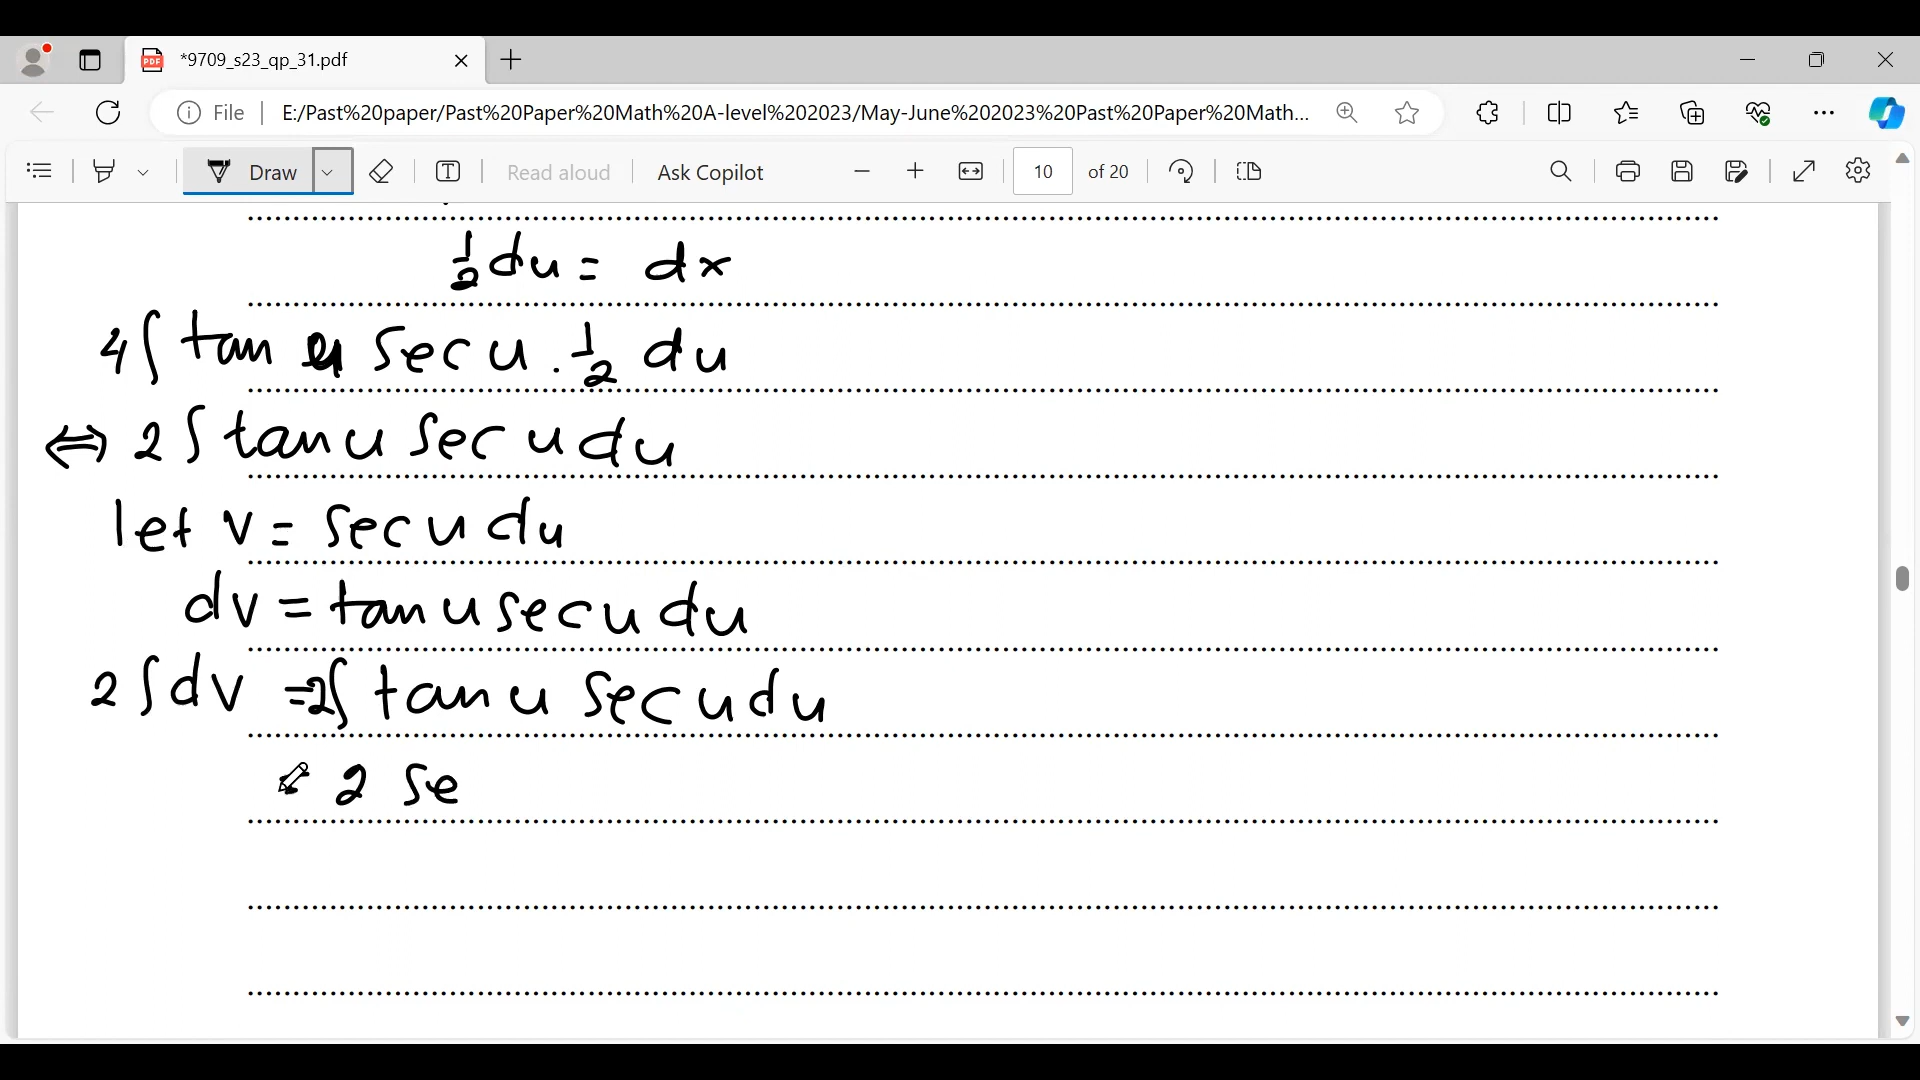 *9709_s23_qp_31.pdf
File
E:/Past%20paper/Past%20Paper%20Math%20A-level%202023/May-June%202023%20Past%20Paper%20Math...
Draw
Read aloud
Ask Copilot
10 of 20
½ du = dx
4∫ tan u sec u . ½ du
⇔ 2∫ tan u sec u du
let v = sec u du
dv = tan u sec u du
2∫dv =2∫ tan u sec u du
2 se